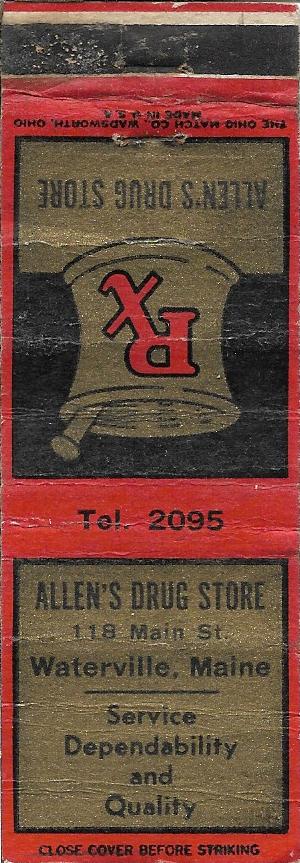 THE OHIO MATCH CO., WADSWORTH, OHIO
MADE IN U.S.A.
ALLEN'S DRUG STORE
Rx
Tel. 2095
ALLEN'S DRUG STORE
118 Main St.
Waterville, Maine
Service
Dependability
and
Quality
CLOSE COVER BEFORE STRIKING